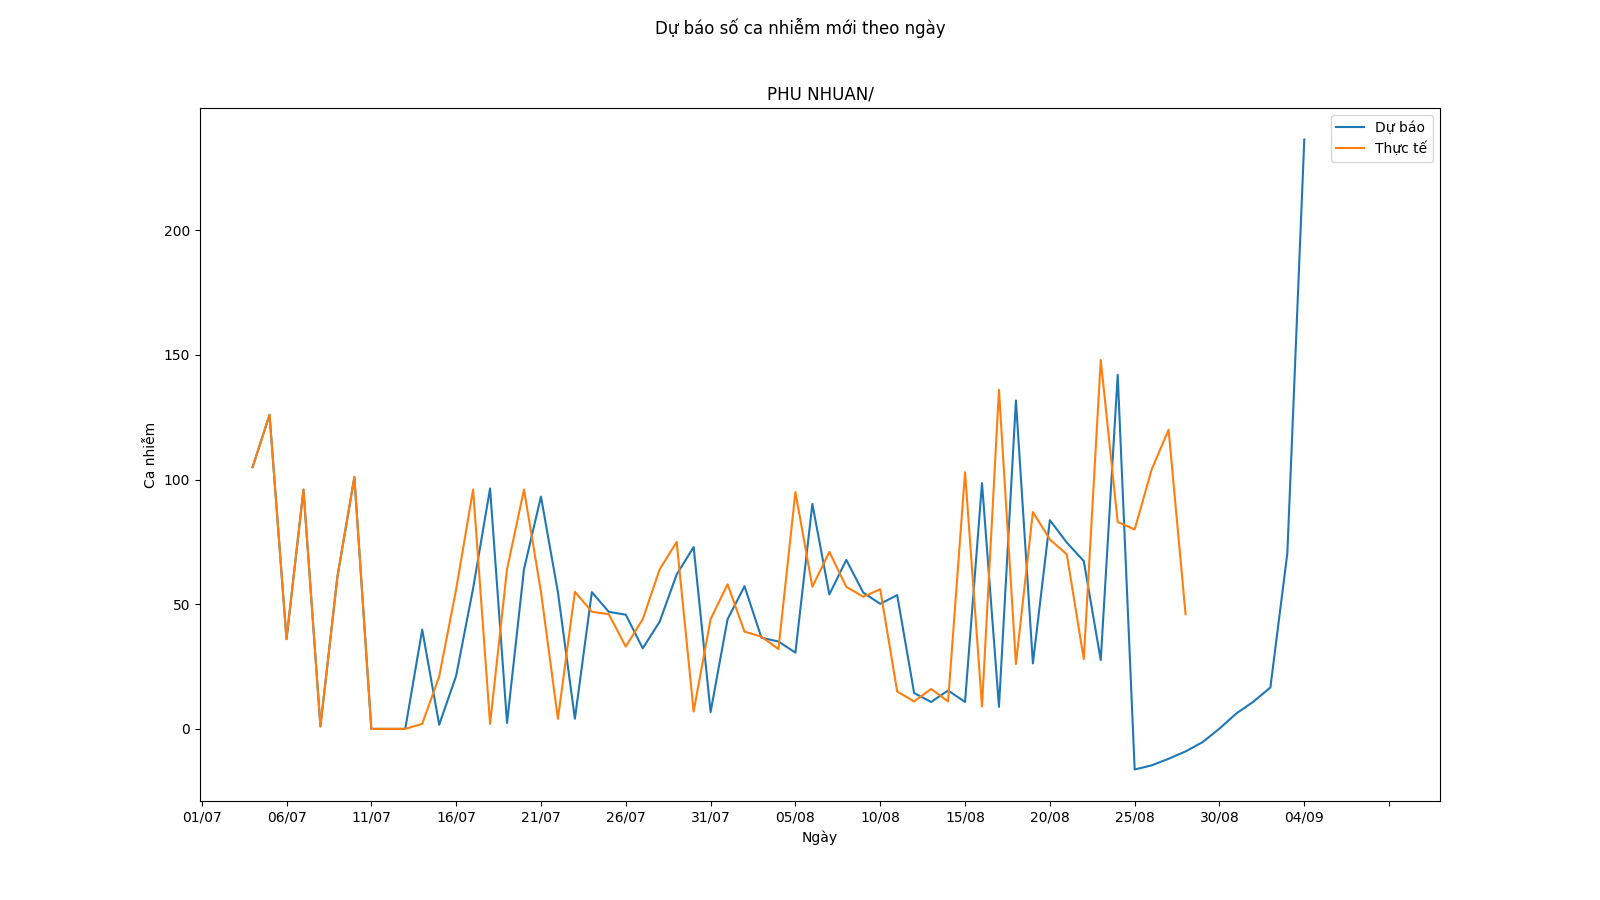 Dự báo số ca nhiễm mới theo ngày
PHU NHUAN/
Dự báo
Thực tế
200
150
100
50
0
Ca nhiễm
01/07 06/07 11/07 16/07 21/07 26/07 31/07 05/08 10/08 15/08 20/08 25/08 30/08 04/09
Ngày